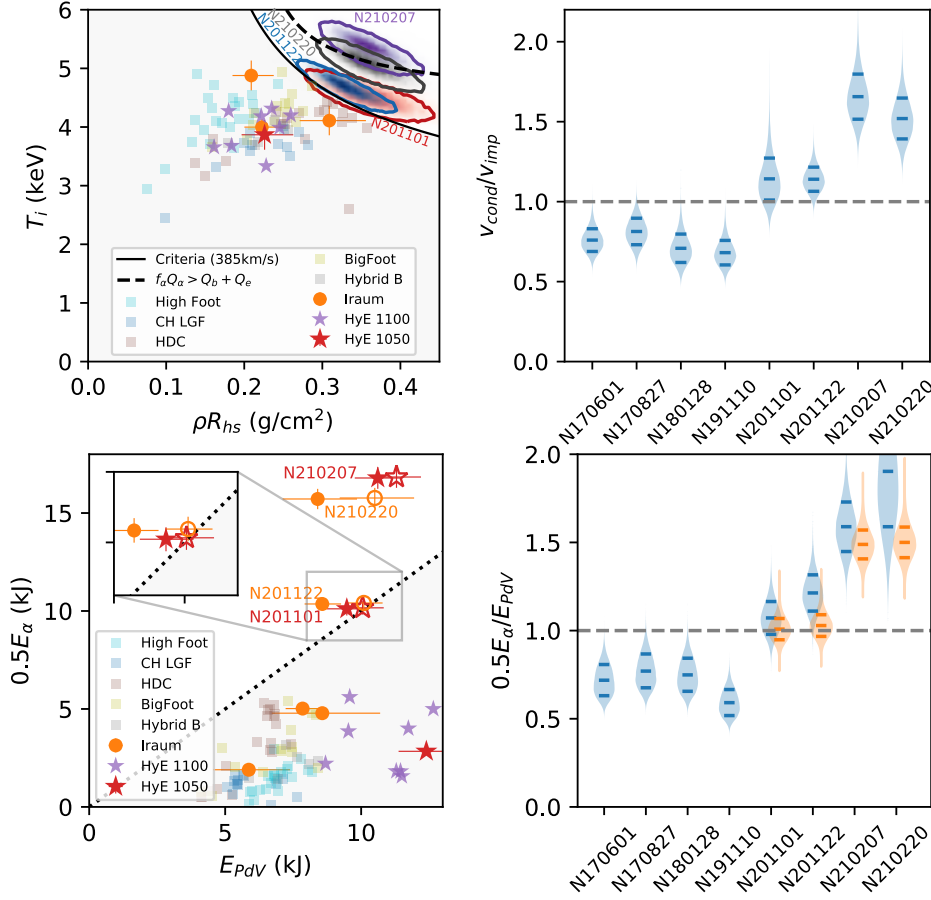 6
5
4
3
2
1
0
T_i (keV)
0.0
0.1
0.2
0.3
0.4
ρR_hs (g/cm²)
N210207
N210220
N201122
N201101
Criteria (385km/s)
f_αQ_α > Q_b + Q_e
High Foot
CH LGF
HDC
BigFoot
Hybrid B
Iraum
HyE 1100
HyE 1050
2.0
1.5
1.0
0.5
0.0
v_cond/v_imp
N170601
N170827
N180128
N191110
N201101
N201122
N210207
N210220
15
10
5
0
0.5E_α (kJ)
0
5
10
E_PdV (kJ)
N210207
N210220
N201122
N201101
High Foot
CH LGF
HDC
BigFoot
Hybrid B
Iraum
HyE 1100
HyE 1050
2.0
1.5
1.0
0.5
0.0
0.5E_α/E_PdV
N170601
N170827
N180128
N191110
N201101
N201122
N210207
N210220